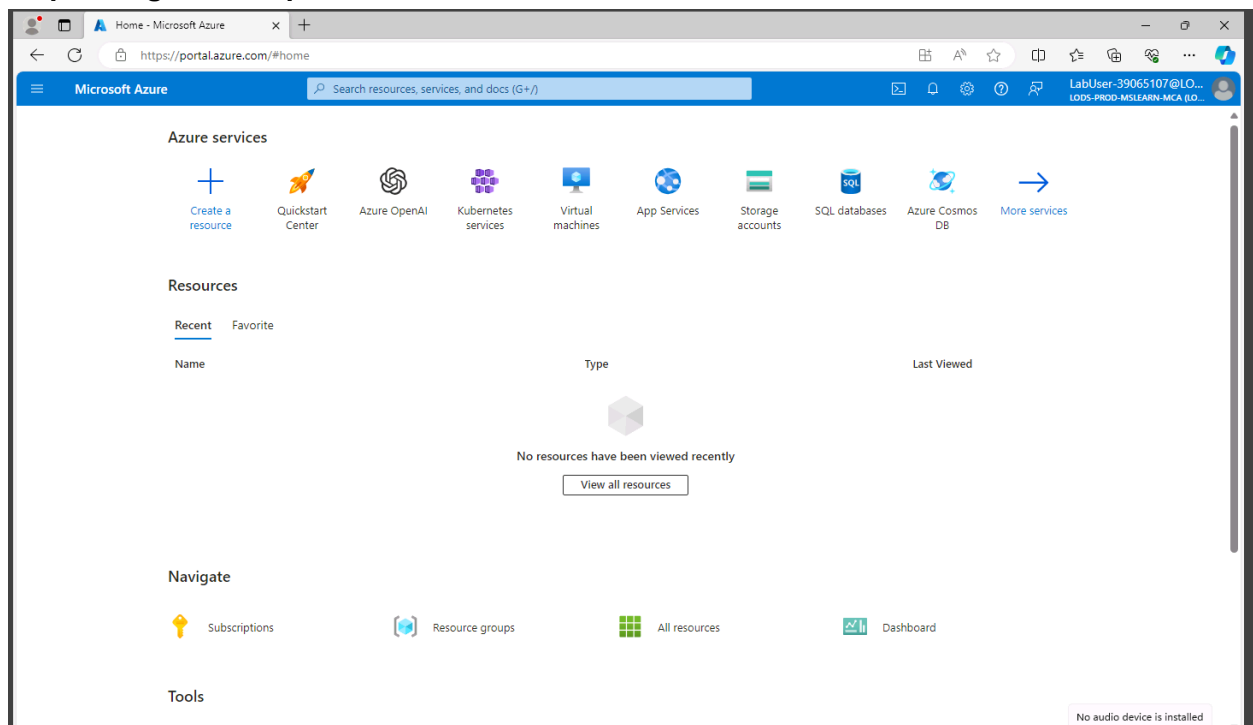 Home - Microsoft Azure
https://portal.azure.com/#home
Microsoft Azure
Search resources, services, and docs (G+/)
LabUser-39065107@LO...
LODS-PROD-MSLEARN-MCA (LO...
Azure services
Create a resource
Quickstart Center
Azure OpenAI
Kubernetes services
Virtual machines
App Services
Storage accounts
SQL databases
Azure Cosmos DB
More services
Resources
Recent Favorite
Name Type Last Viewed
No resources have been viewed recently
View all resources
Navigate
Subscriptions Resource groups All resources Dashboard
Tools
No audio device is installed